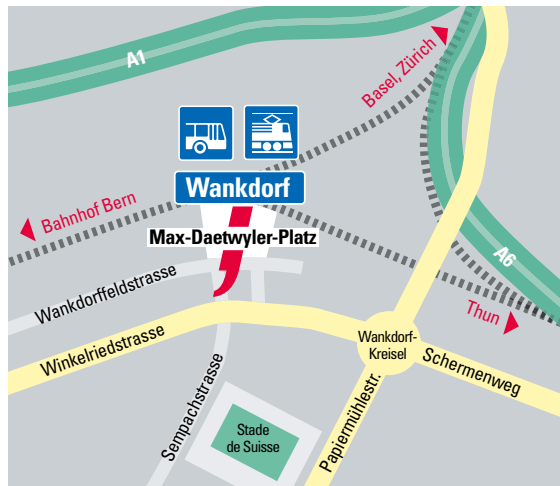 A1
Basel, Zürich
Wankdorf
Bahnhof Bern
Max-Daetwyler-Platz
A6
Wankdorffeldstrasse
Thun
Winkelriedstrasse
Wankdorf-
Kreisel
Schermenweg
Sempachstrasse
Papiermühlestr.
Stade
de Suisse